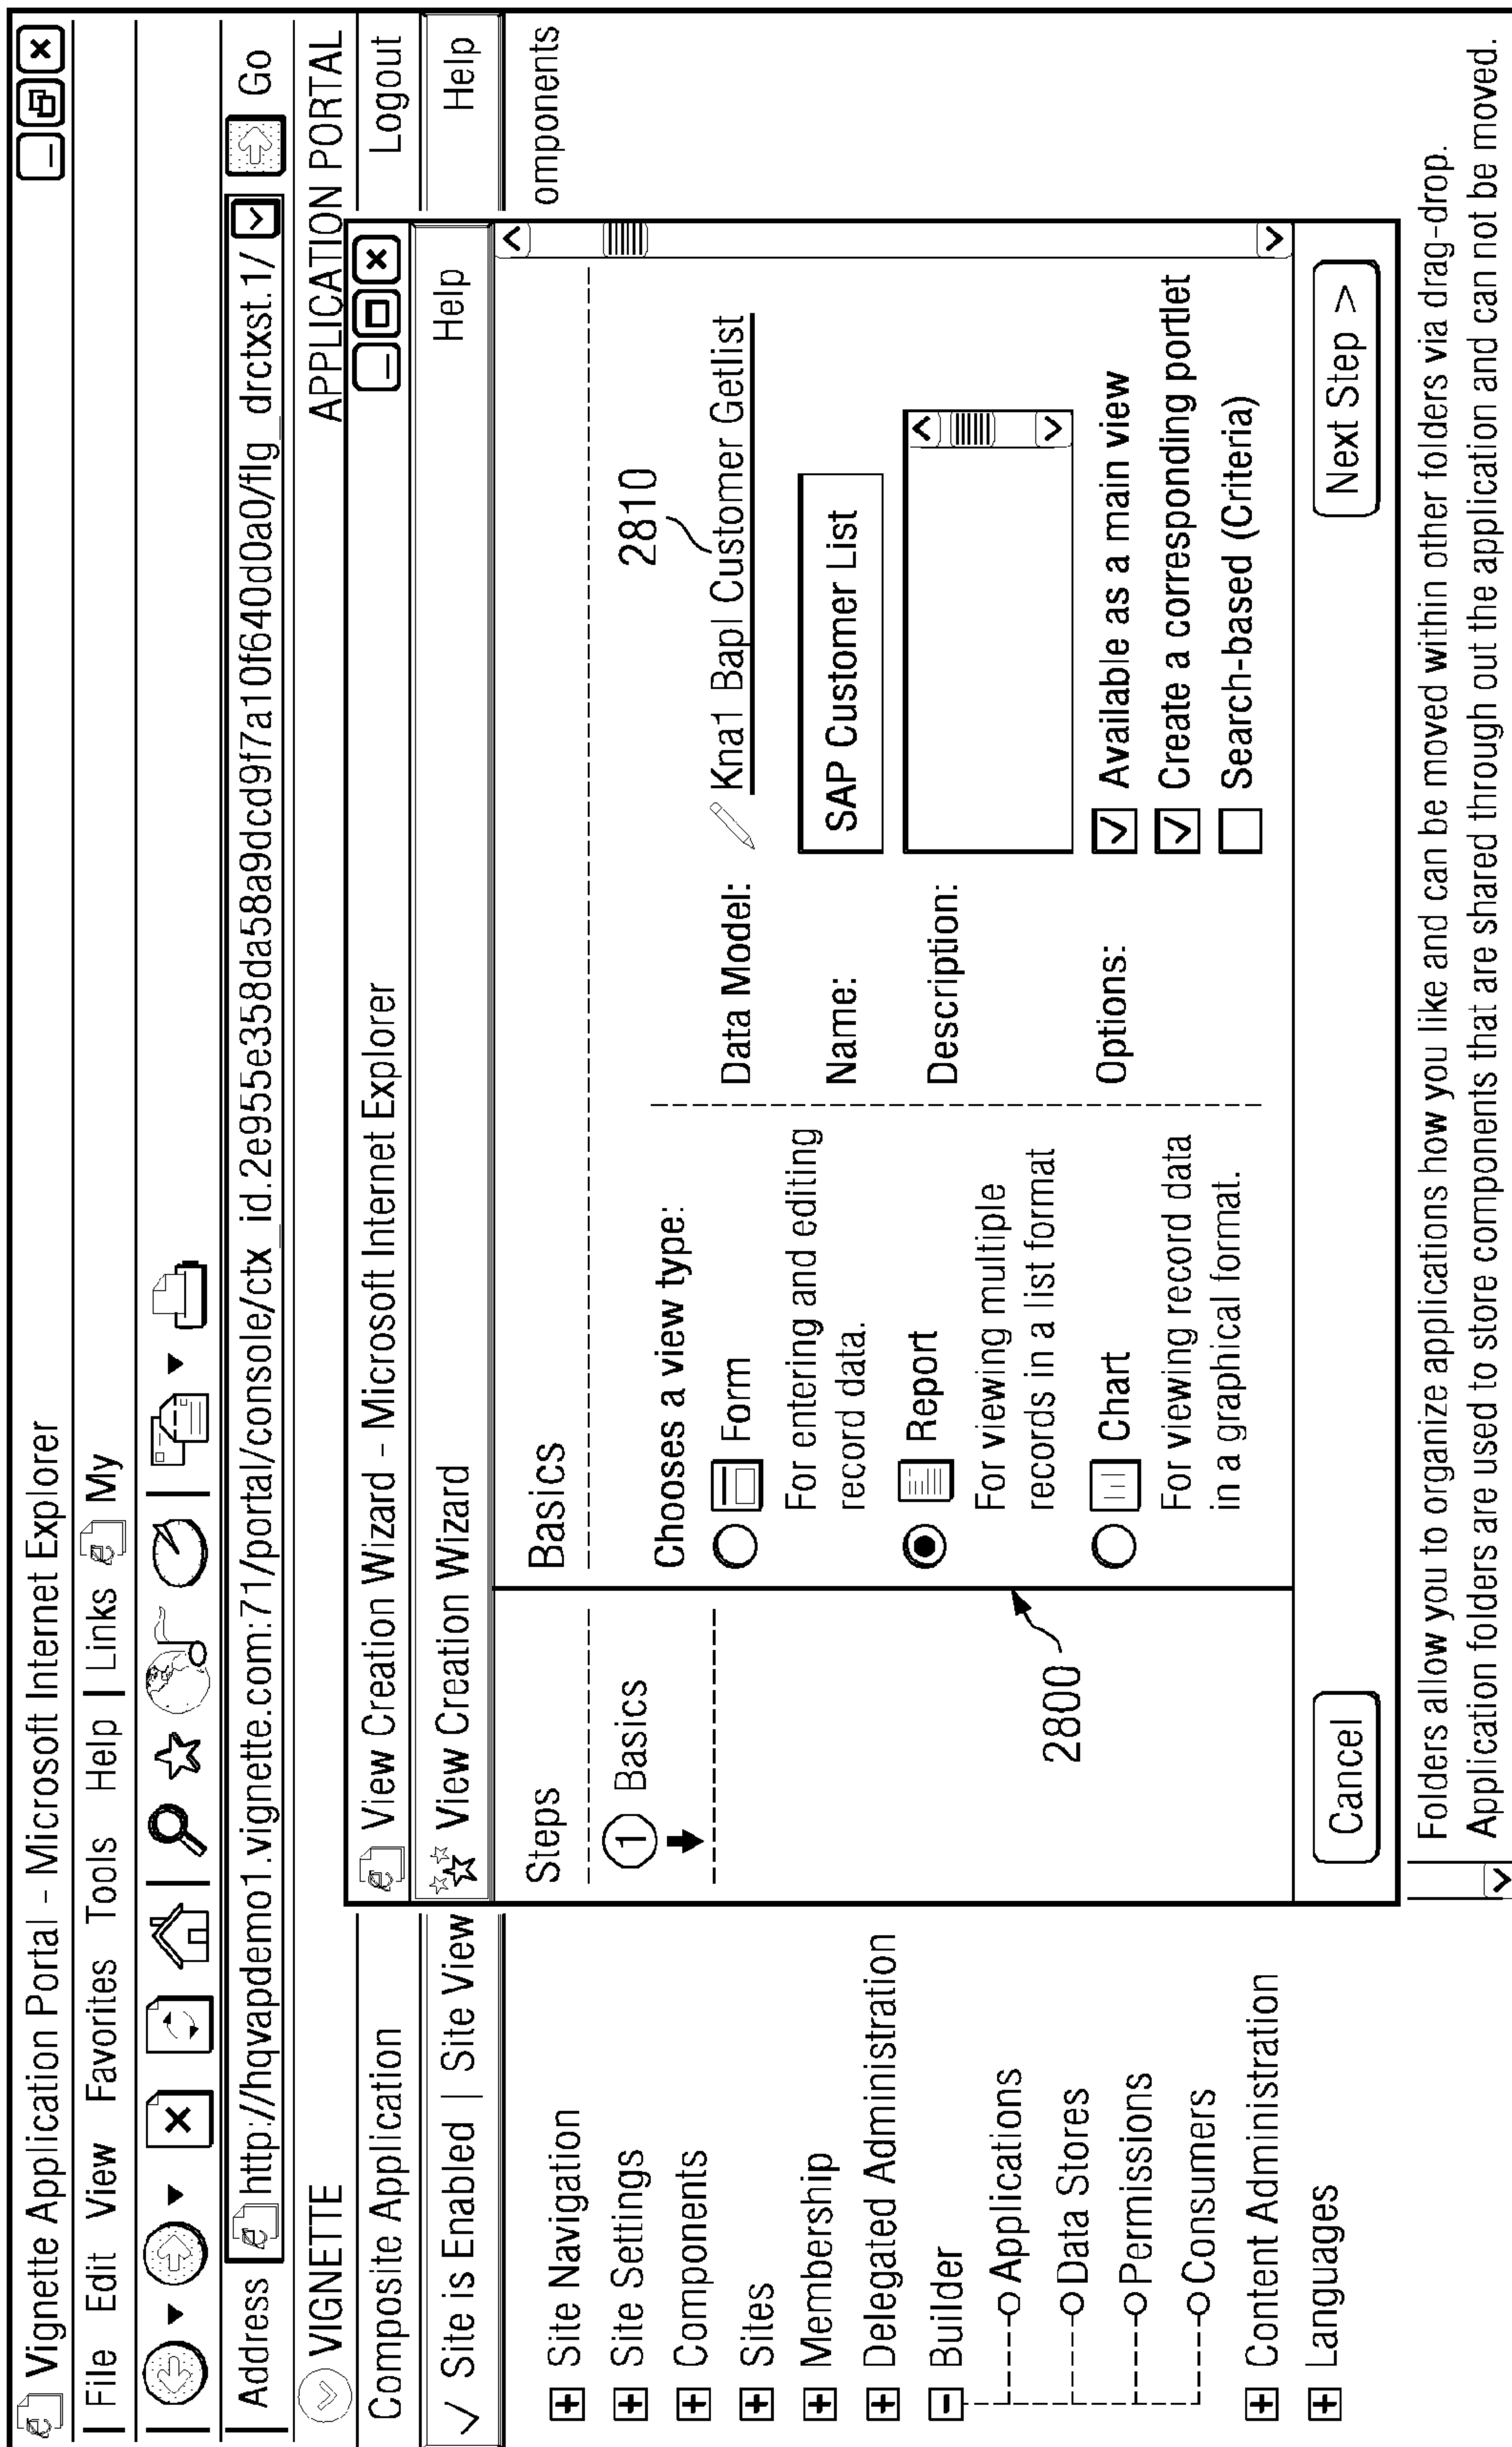 Vignette Application Portal - Microsoft Internet Explorer
File Edit View Favorites Tools Help | Links My
Address http://hqvapdemo1.vignette.com:71/portal/console/ctx_id.2e955e358da58a9dcd9f7a10f640d0a0/flg_drctxst.1/ Go
VIGNETTE APPLICATION PORTAL
Composite Application Logout
Site is Enabled | Site View Help
omponents
Site Navigation
Site Settings
Components
Sites
Membership
Delegated Administration
Builder
Applications
Data Stores
Permissions
Consumers
Content Administration
Languages
View Creation Wizard - Microsoft Internet Explorer
View Creation Wizard Help
Steps
1 Basics
2800
Basics
Chooses a view type:
Form
For entering and editing
record data.
Report
For viewing multiple
records in a list format
Chart
For viewing record data
in a graphical format.
2810
Data Model: Kna1 Bapl Customer Getlist
Name: SAP Customer List
Description:
Options: Available as a main view
Create a corresponding portlet
Search-based (Criteria)
Cancel Next Step >
Folders allow you to organize applications how you like and can be moved within other folders via drag-drop.
Application folders are used to store components that are shared through out the application and can not be moved.